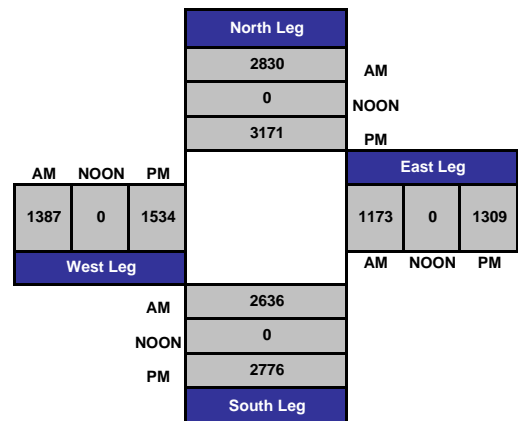 North Leg
2830 AM
0 NOON
3171 PM
East Leg
AM NOON PM
1387 0 1534
1173 0 1309
West Leg
AM NOON PM
AM 2636
NOON 0
PM 2776
South Leg